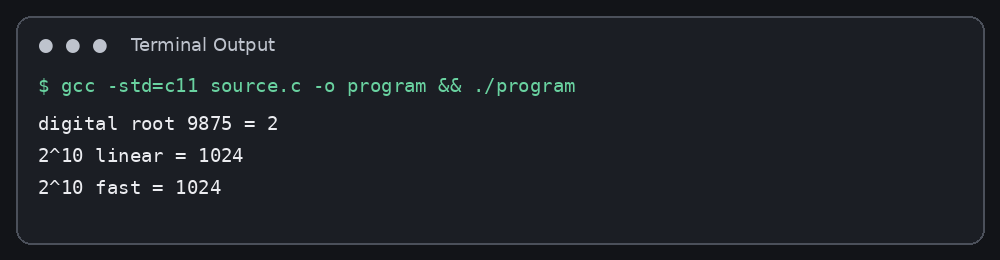 Terminal Output
$ gcc -std=c11 source.c -o program && ./program
digital root 9875 = 2
2^10 linear = 1024
2^10 fast = 1024